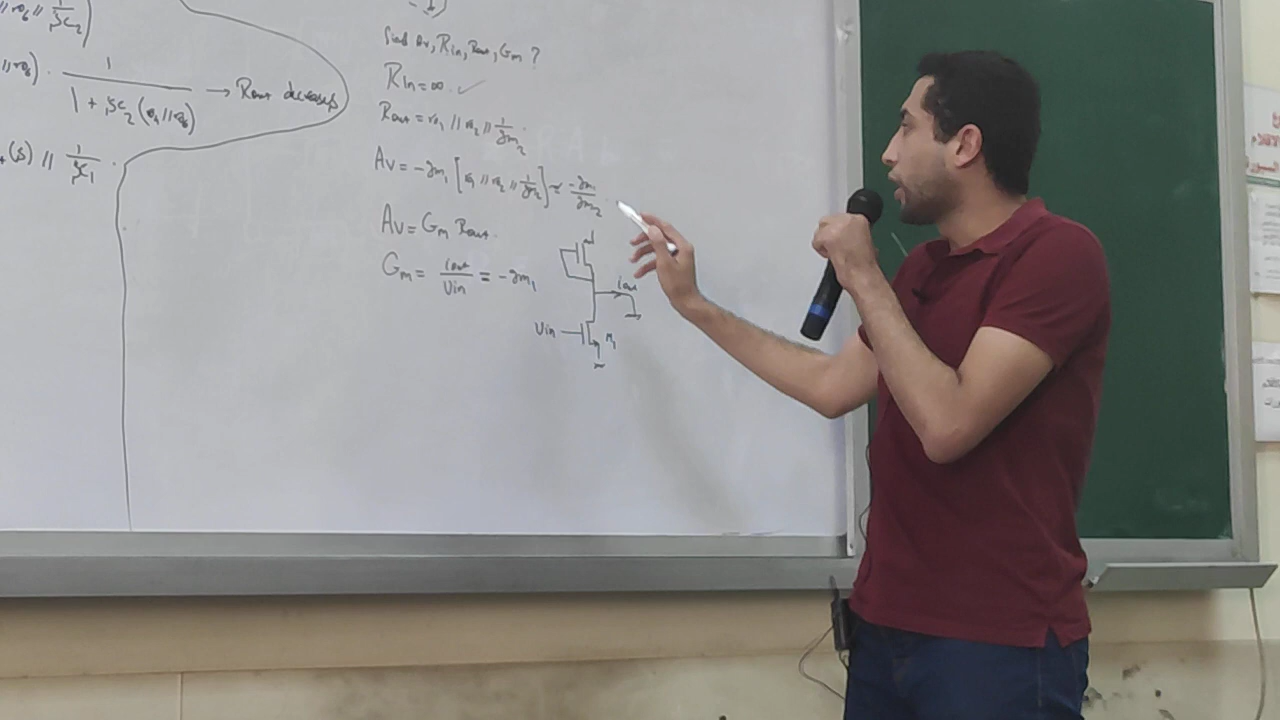 // ro6 // 1/SC2)
// ro6) . 1 / 1 + SC2 (ro4 // ro6) → Rout decreases
(s) // 1/SC1
Find Av, Rin, Rout, Gm ?
Rin = ∞ ✓
Rout = ro1 // ro2 // 1/gm2
Av = -gm1 [ro1 // ro2 // 1/gm2] ≈ -gm1/gm2
Av = Gm Rout
Gm = iout/Vin = -gm1
iout
Vin
M1